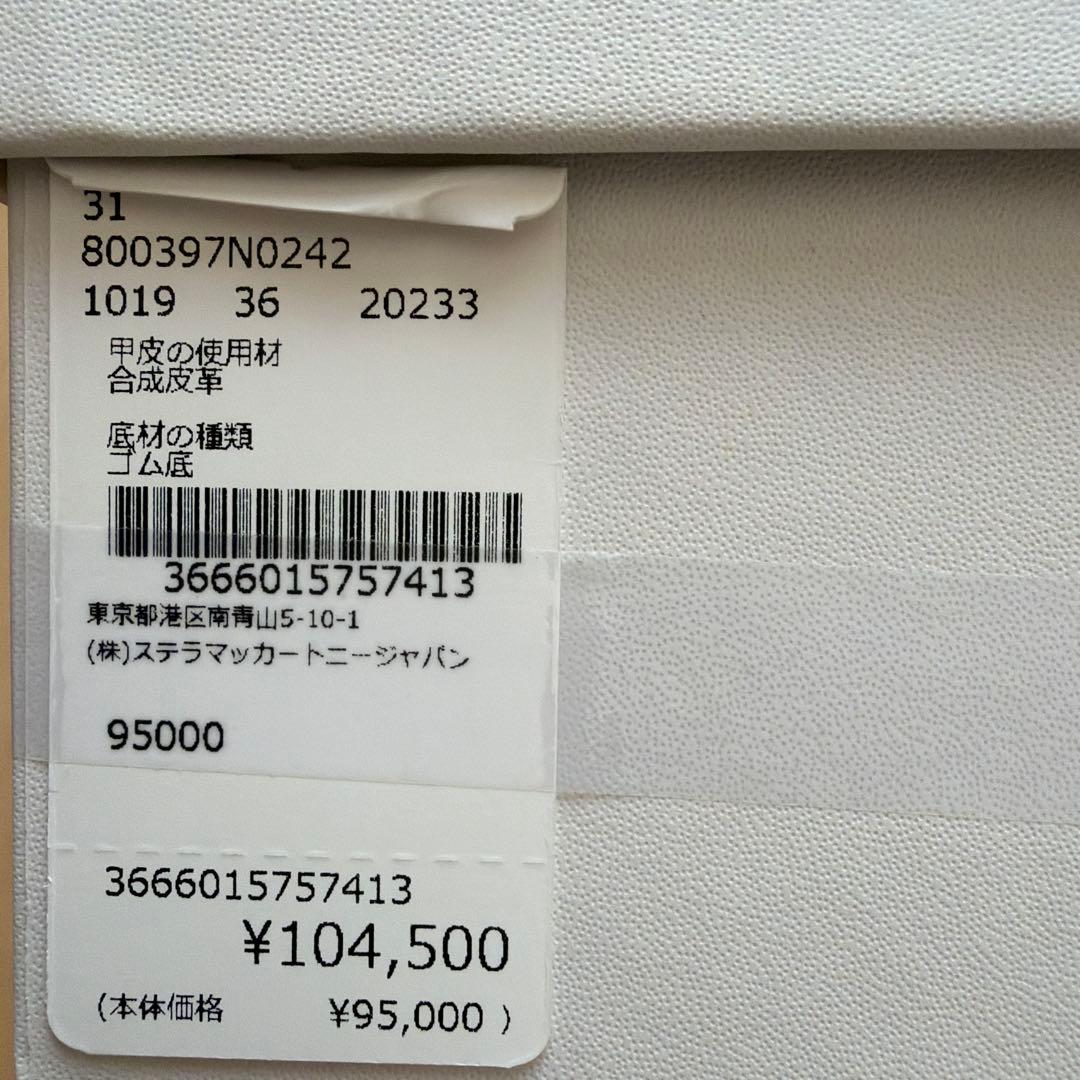 31
800397N0242
1019 36 20233
甲皮の使用材
合成皮革
底材の種類
ゴム底
3666015757413
東京都港区南青山5-10-1
(株)ステラマッカートニージャパン
95000
3666015757413
¥104,500
(本体価格 ¥95,000 )